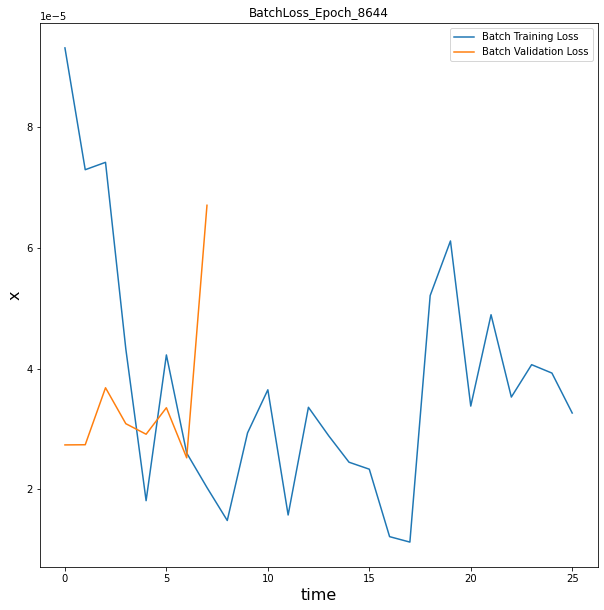 BatchLoss_Epoch_8644
1e−5
Batch Training Loss
Batch Validation Loss
8
6
4
2
x
0 5 10 15 20 25
time